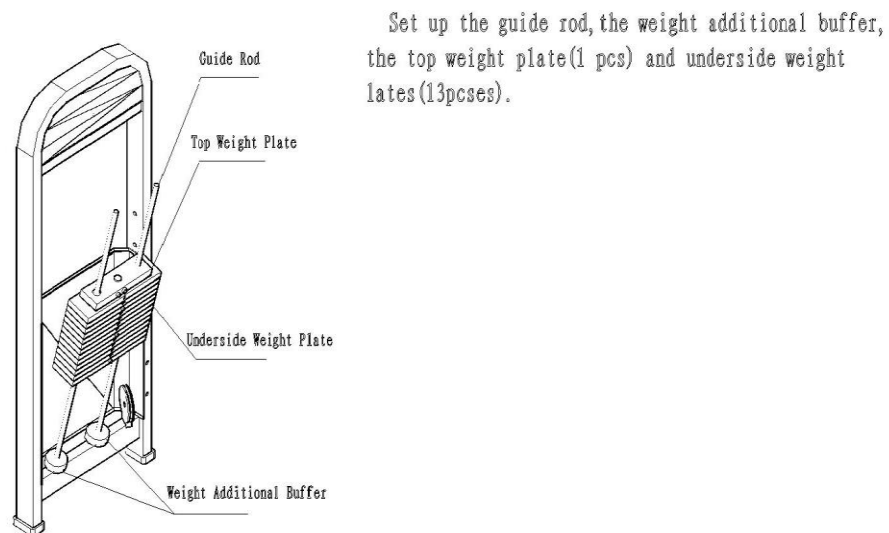 Set up the guide rod, the weight additional buffer,
the top weight plate(1 pcs) and underside weight
lates(13pcses).
Guide Rod
Top Weight Plate
Underside Weight Plate
Weight Additional Buffer